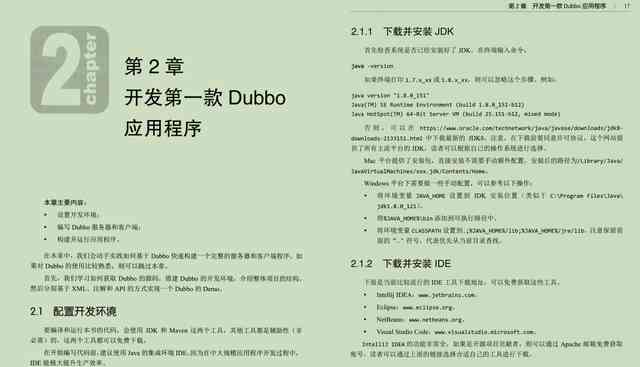 2
chapter
第 2 章
开发第一款 Dubbo
应用程序
本章主要内容:
• 设置开发环境;
• 编写 Dubbo 服务器和客户端;
• 构建并运行应用程序。
在本章中,我们会动手实践如何基于 Dubbo 快速构建一个完整的服务器和客户端程序。如
果对 Dubbo 的使用比较熟悉,则可以跳过本章。
首先,我们学习如何获取 Dubbo 的源码,搭建 Dubbo 的开发环境,介绍整体项目的结构,
然后分别基于 XML、注解和 API 的方式实现一个 Dubbo 的 Demo。
2.1 配置开发环境
要编译和运行本书的代码,会使用 JDK 和 Maven 这两个工具,其他工具都是辅助性(非
必需)的。这两个工具都可以免费下载。
在开始编写代码前,建议使用 Java 的集成环境 IDE,因为在中大规模应用程序开发过程中,
IDE 能极大提升生产效率。
第 2 章 开发第一款 Dubbo 应用程序 17
2.1.1 下载并安装 JDK
首先检查系统是否已经安装好了 JDK,在终端输入命令:
java -version
如果终端打印 1.7.x_xx 或 1.8.x_xx,则可以忽略这个步骤。例如:
java version "1.8.0_151"
Java(TM) SE Runtime Environment (build 1.8.0_151-b12)
Java HotSpot(TM) 64-Bit Server VM (build 25.151-b12, mixed mode)
否则,可以在 https://www.oracle.com/technetwork/java/javase/downloads/jdk8-
downloads-2133151.html 中下载最新的 JDK8。注意,在下载前要同意许可协议。这个网站提
供了所有主流平台的 JDK,读者可以根据自己的操作系统进行选择。
Mac 平台提供了安装包,直接安装不需要手动额外配置,安装后的路径为/Library/Java/
JavaVirtualMachines/xxx.jdk/Contents/Home。
Windows 平台下需要做一些手动配置,可以参考以下操作:
• 将环境变量 JAVA_HOME 设置到 JDK 安装位置(类似于 C:\Program Files\Java\
jdk1.8.0_121)。
• 将%JAVA_HOME%\bin 添加到可执行路径中。
• 将环境变量 CLASSPATH 设置到.;%JAVA_HOME%/lib;%JAVA_HOME%/jre/lib。注意保留前
面的“.”符号,代表优先从当前目录查找。
2.1.2 下载并安装 IDE
下面是当前比较流行的 IDE 工具下载地址,可以免费获取这些工具。
• Intellij IDEA:www.jetbrains.com。
• Eclipse:www.eclipse.org。
• NetBeans:www.netbeans.org。
• Visual Studio Code:www.visualstudio.microsoft.com。
Intellij IDEA 的功能非常全,如果是开源项目贡献者,则可以通过 Apache 邮箱免费获取
账号。读者可以通过上面的链接选择合适自己的工具进行下载。